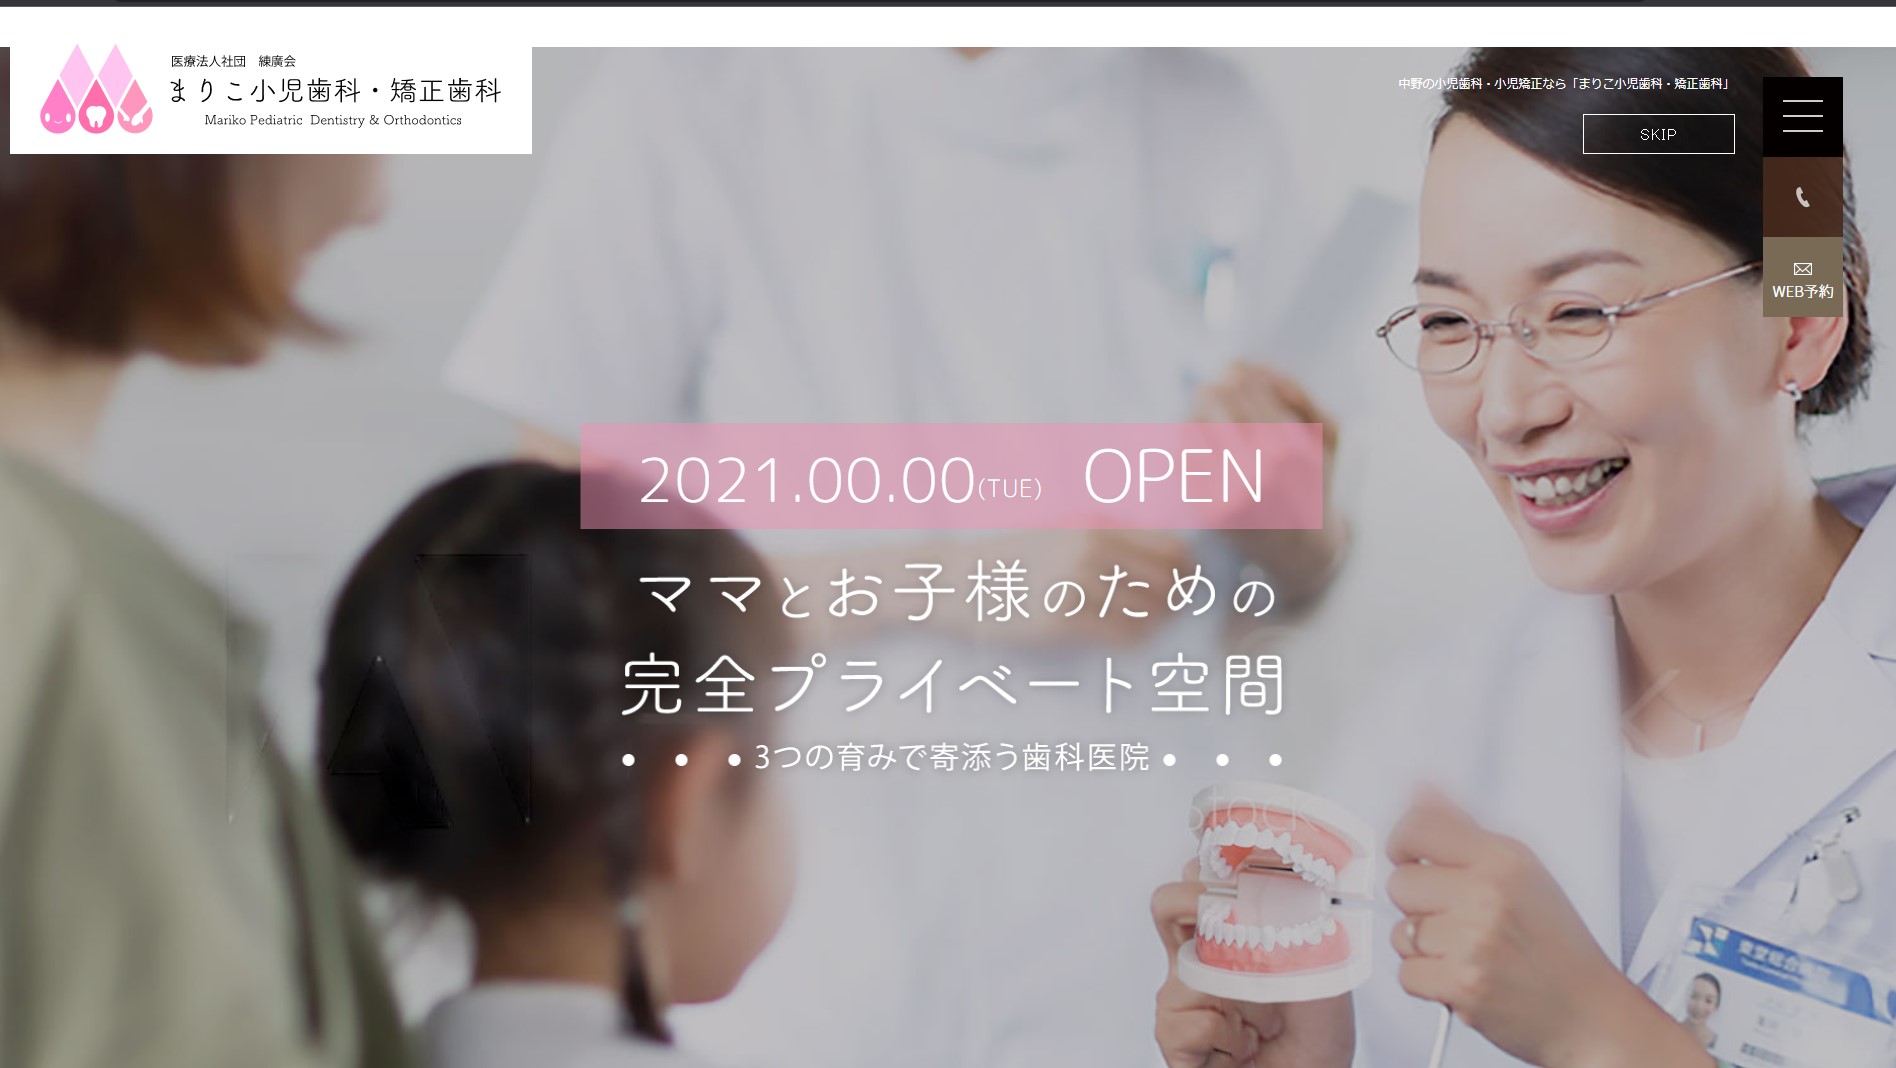 医療法人社団　練廣会
まりこ小児歯科・矯正歯科
Mariko Pediatric Dentistry & Orthodontics
中野の小児歯科・小児矯正なら「まりこ小児歯科・矯正歯科」
SKIP
WEB予約
2021.00.00(TUE) OPEN
ママとお子様のための
完全プライベート空間
• • • 3つの育みで寄添う歯科医院 • • •
stock